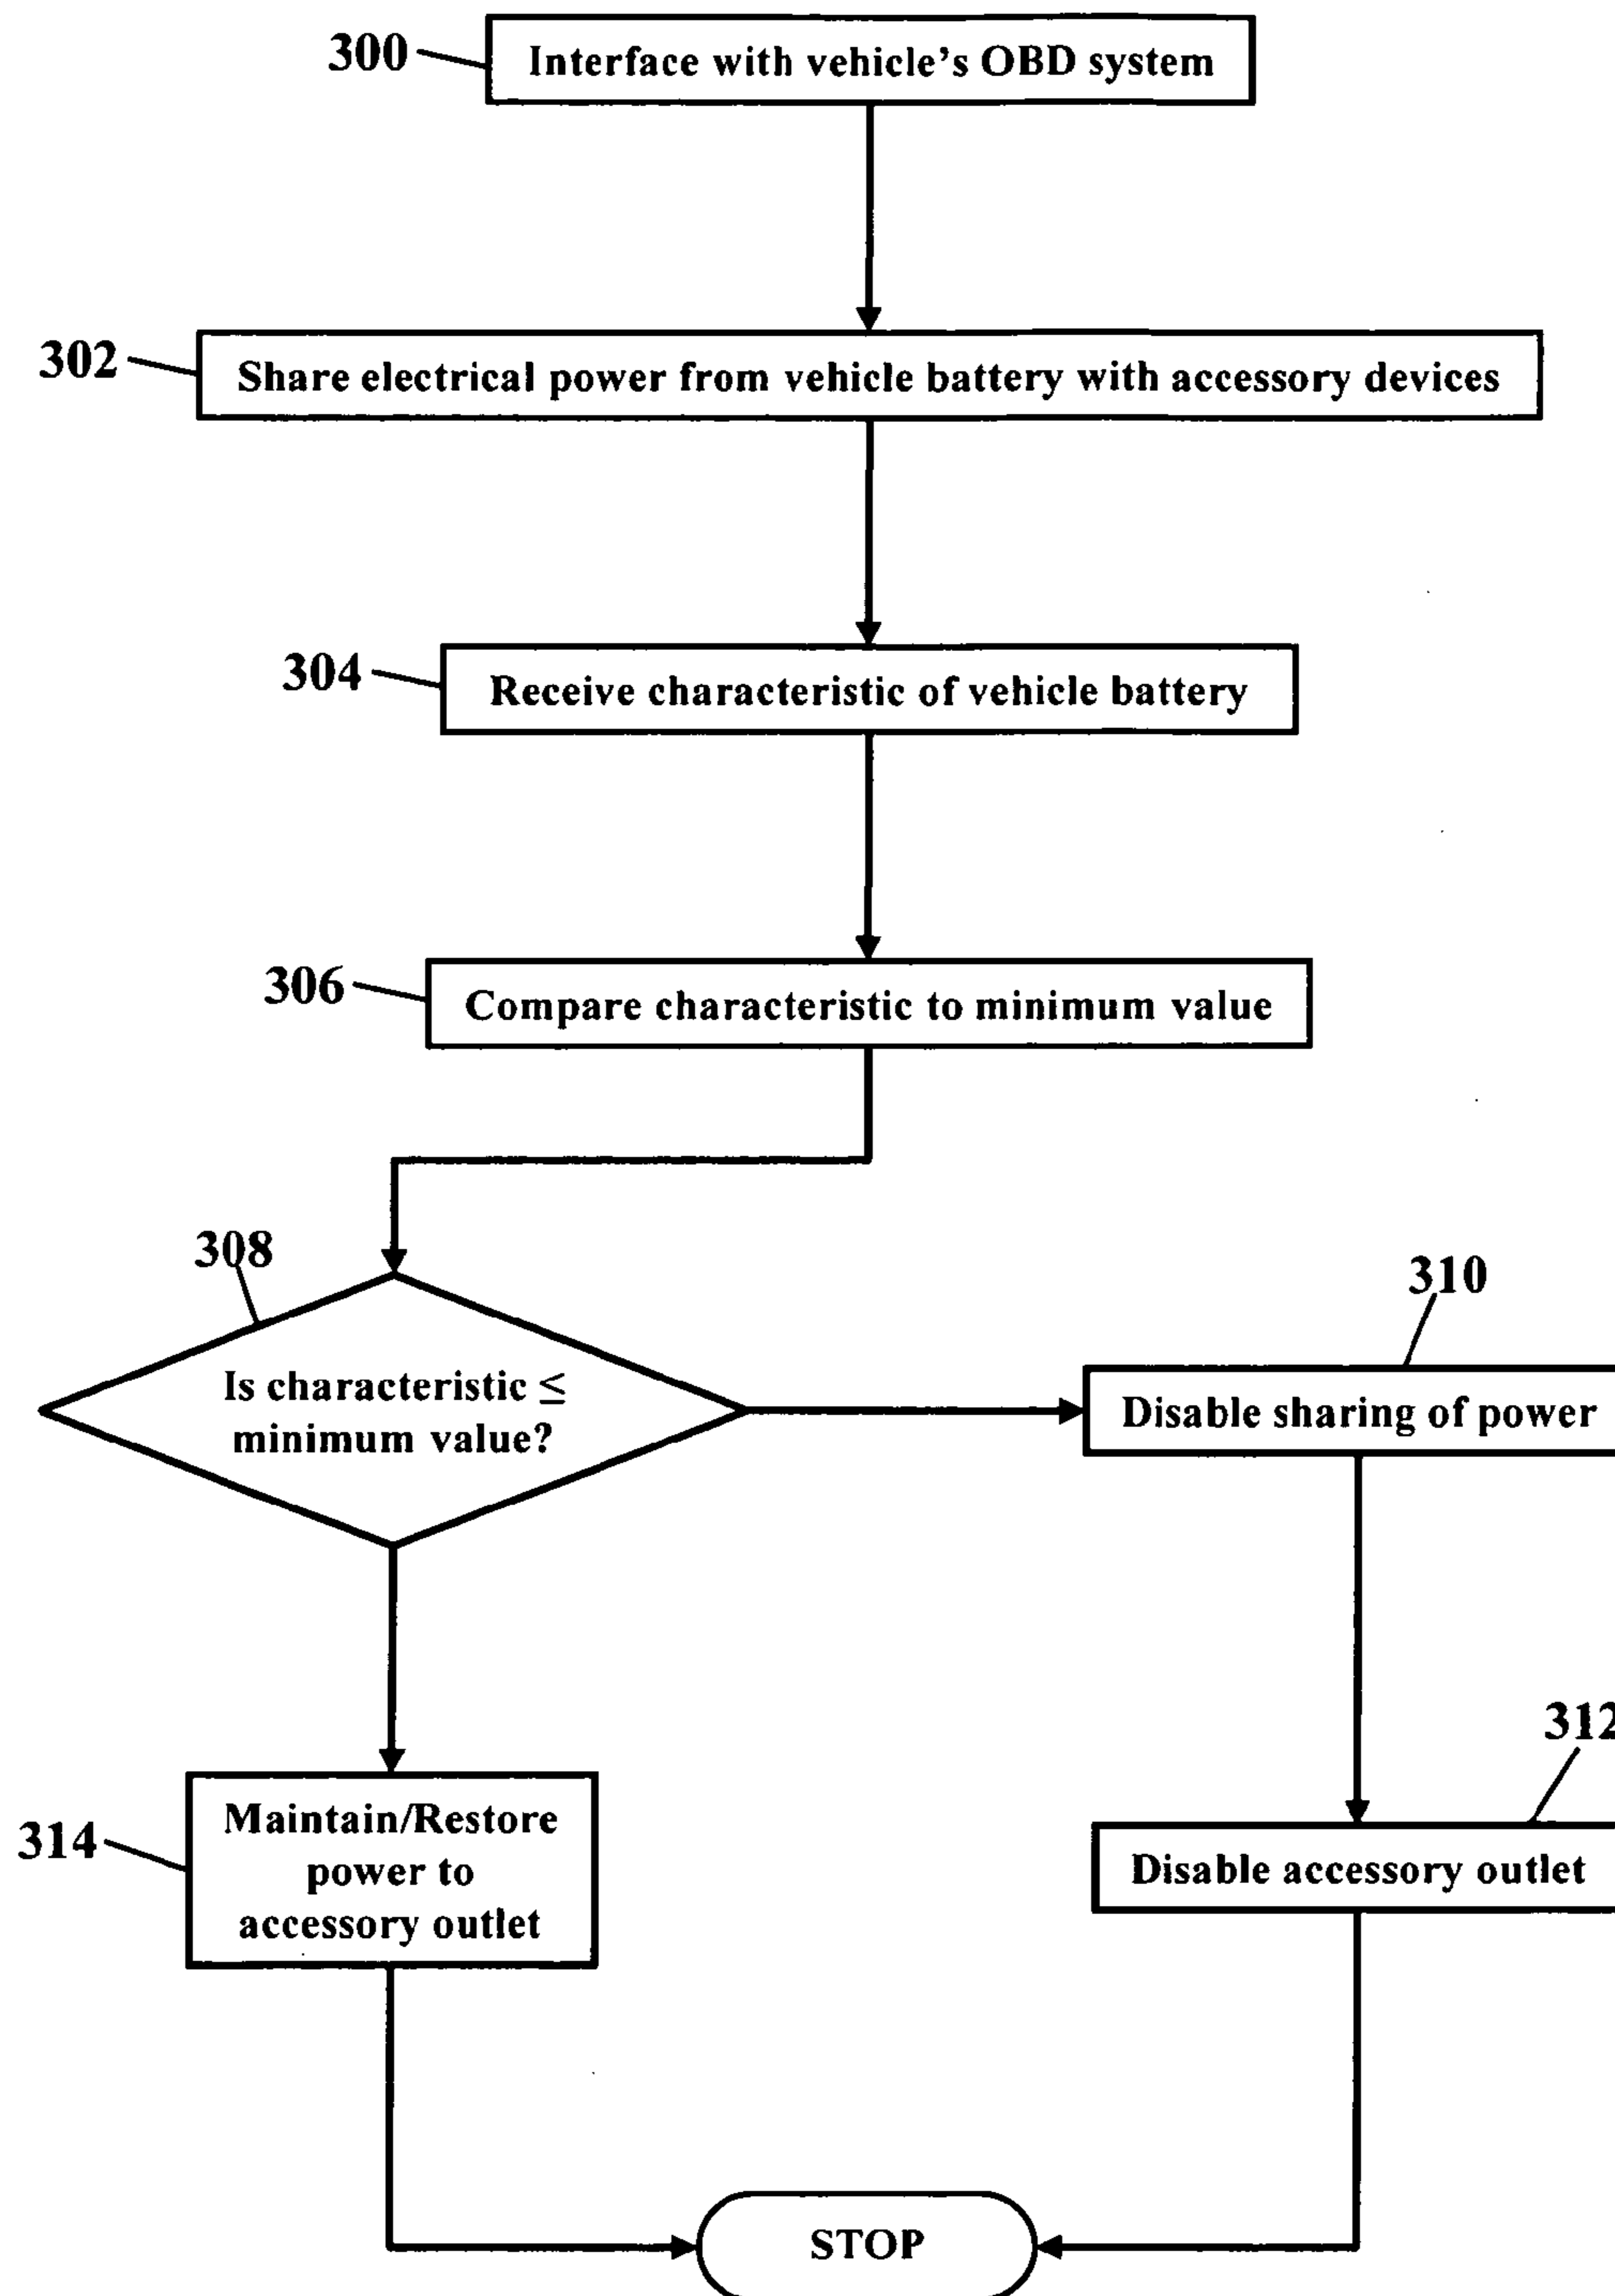 300
Interface with vehicle's OBD system
302
Share electrical power from vehicle battery with accessory devices
304
Receive characteristic of vehicle battery
306
Compare characteristic to minimum value
308
Is characteristic ≤
minimum value?
310
Disable sharing of power
312
Disable accessory outlet
314
Maintain/Restore
power to
accessory outlet
STOP